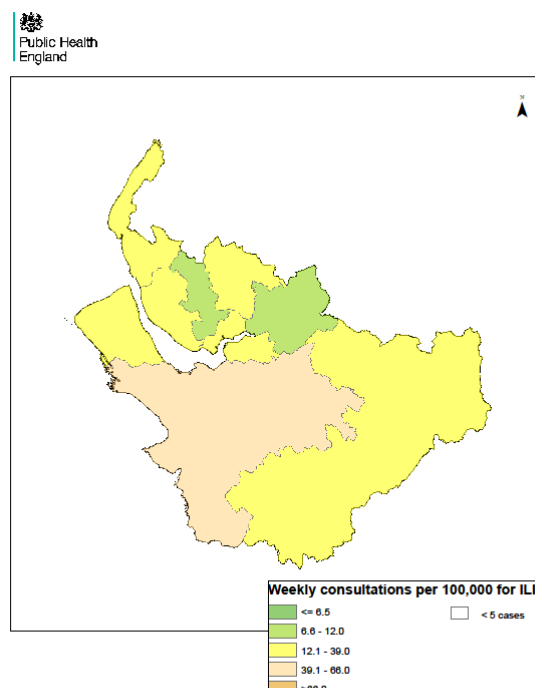 Public Health
England
N
Weekly consultations per 100,000 for ILI
<= 6.5
< 5 cases
6.6 - 12.0
12.1 - 39.0
39.1 - 66.0